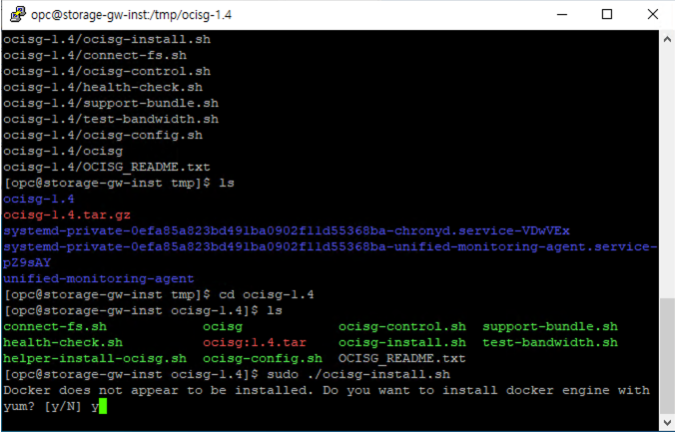 opc@storage-gw-inst:/tmp/ocisg-1.4
ocisg-1.4/ocisg-install.sh
ocisg-1.4/connect-fs.sh
ocisg-1.4/ocisg-control.sh
ocisg-1.4/health-check.sh
ocisg-1.4/support-bundle.sh
ocisg-1.4/test-bandwidth.sh
ocisg-1.4/ocisg-config.sh
ocisg-1.4/ocisg
ocisg-1.4/OCISG_README.txt
[opc@storage-gw-inst tmp]$ ls
ocisg-1.4
ocisg-1.4.tar.gz
systemd-private-0efa85a823bd491ba0902f11d55368ba-chronyd.service-VDwVEx
systemd-private-0efa85a823bd491ba0902f11d55368ba-unified-monitoring-agent.service-
pZ9sAY
unified-monitoring-agent
[opc@storage-gw-inst tmp]$ cd ocisg-1.4
[opc@storage-gw-inst ocisg-1.4]$ ls
connect-fs.sh ocisg ocisg-control.sh support-bundle.sh
health-check.sh ocisg:1.4.tar ocisg-install.sh test-bandwidth.sh
helper-install-ocisg.sh ocisg-config.sh OCISG_README.txt
[opc@storage-gw-inst ocisg-1.4]$ sudo ./ocisg-install.sh
Docker does not appear to be installed. Do you want to install docker engine with
yum? [y/N] y